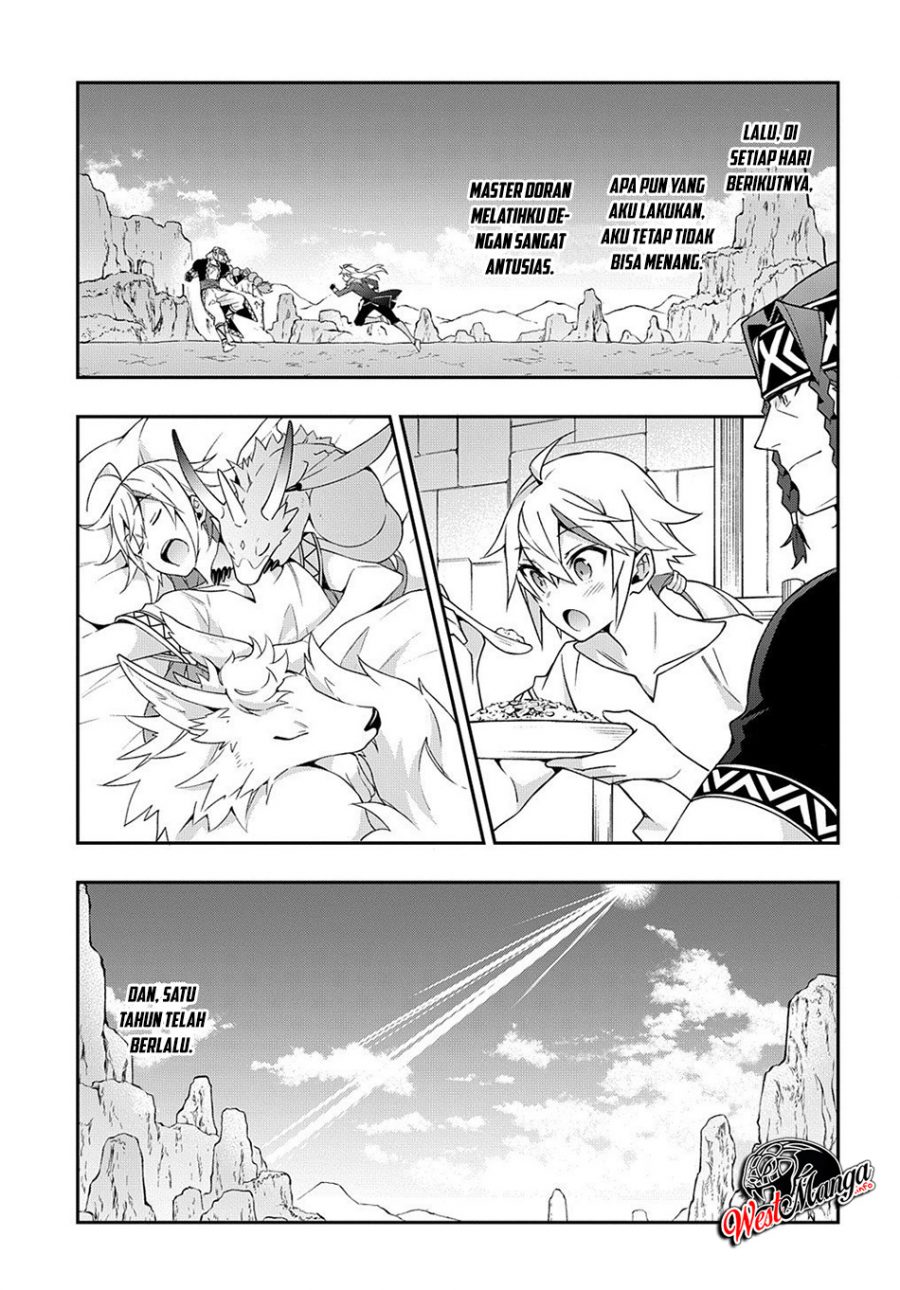 LALU, DI
SETIAP HARI
BERIKUTNYA,
APA PUN YANG
AKU LAKUKAN,
AKU TETAP TIDAK
BISA MENANG.
MASTER DORAN
MELATIHKU DE-
NGAN SANGAT
ANTUSIAS.
DAN, SATU
TAHUN TELAH
BERLALU.
WestManga
.info